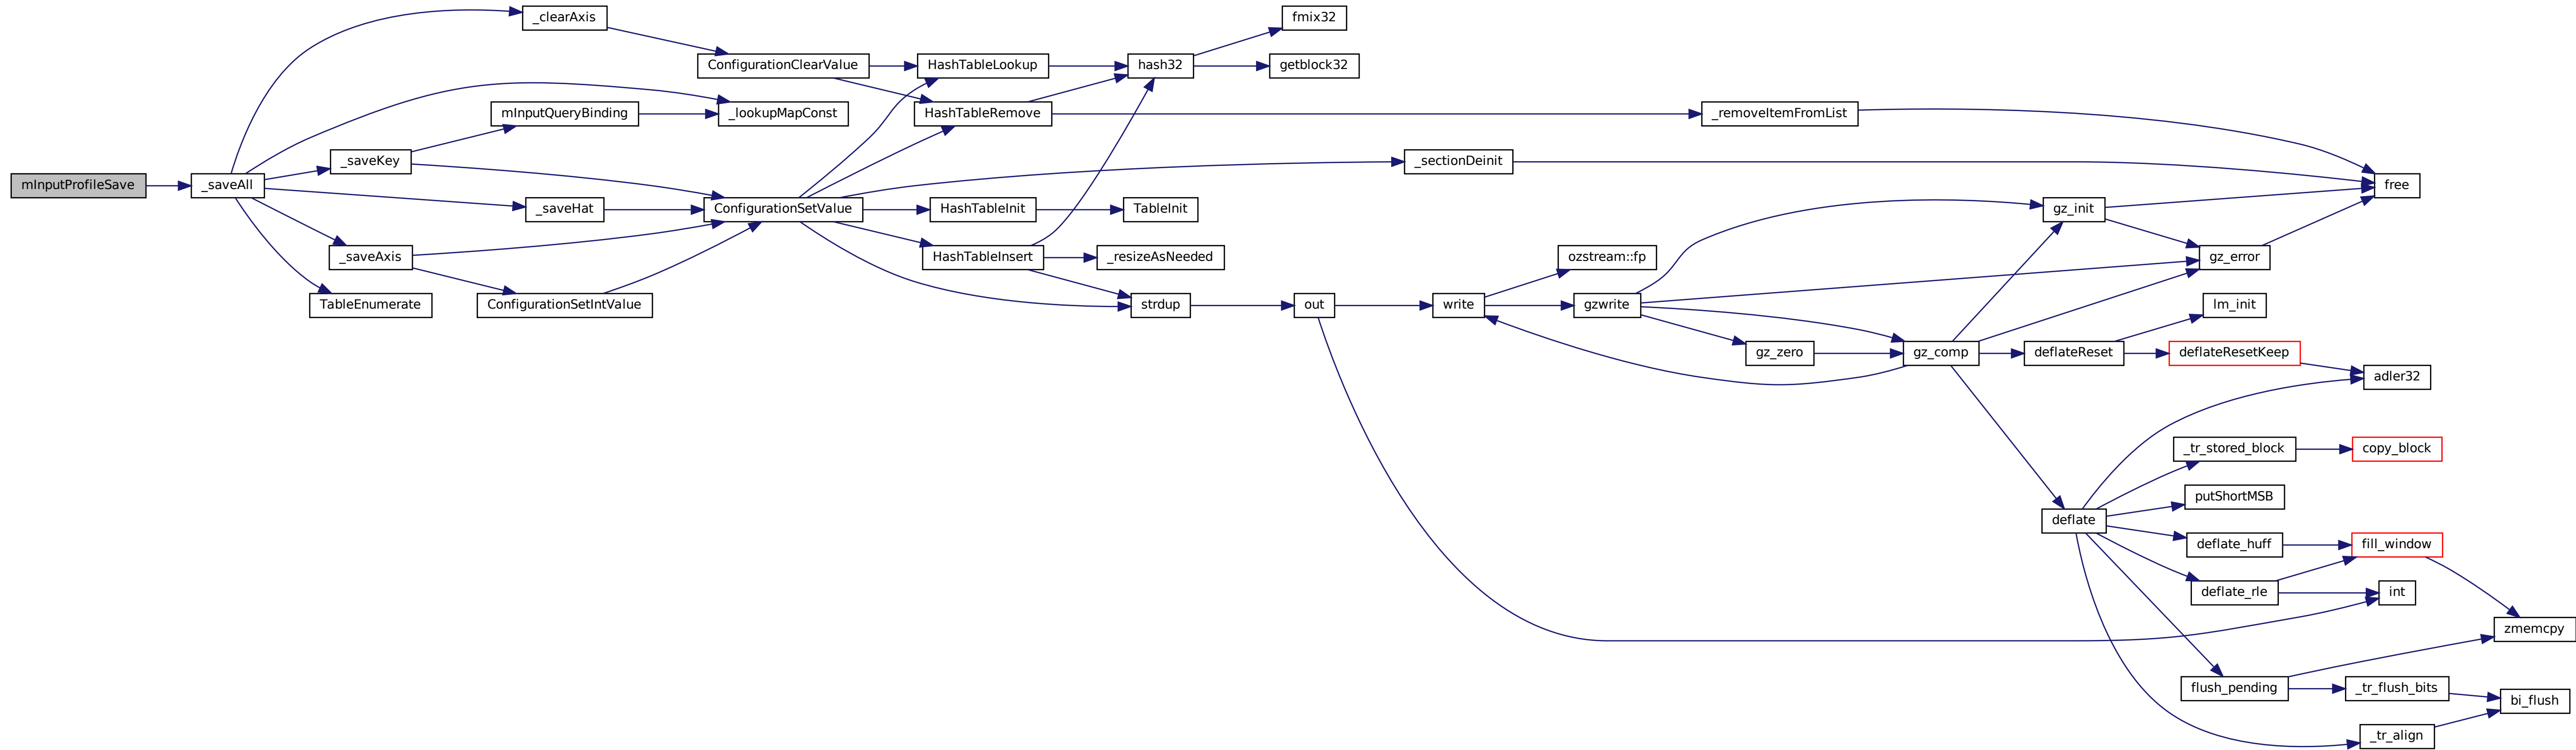 mInputProfileSave
_saveAll
_clearAxis
_lookupMapConst
mInputQueryBinding
_saveKey
_saveHat
_saveAxis
TableEnumerate
ConfigurationSetIntValue
ConfigurationClearValue
ConfigurationSetValue
HashTableLookup
HashTableRemove
HashTableInit
HashTableInsert
hash32
TableInit
_resizeAsNeeded
strdup
fmix32
getblock32
out
_sectionDeinit
write
ozstream::fp
gzwrite
_removeItemFromList
gz_zero
gz_comp
gz_init
deflateReset
deflate
gz_error
lm_init
deflateResetKeep
_tr_stored_block
putShortMSB
deflate_huff
deflate_rle
flush_pending
free
adler32
copy_block
fill_window
int
_tr_flush_bits
_tr_align
zmemcpy
bi_flush